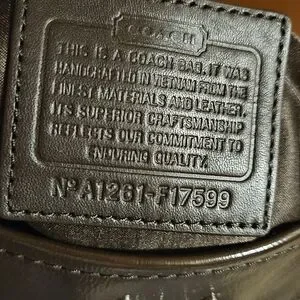 COACH
THIS IS A COACH BAG. IT WAS
HANDCRAFTED IN VIETNAM FROM THE
FINEST MATERIALS AND LEATHER.
ITS SUPERIOR CRAFTSMANSHIP
REFLECTS OUR COMMITMENT TO
ENDURING QUALITY.
Nº A1261-F17599